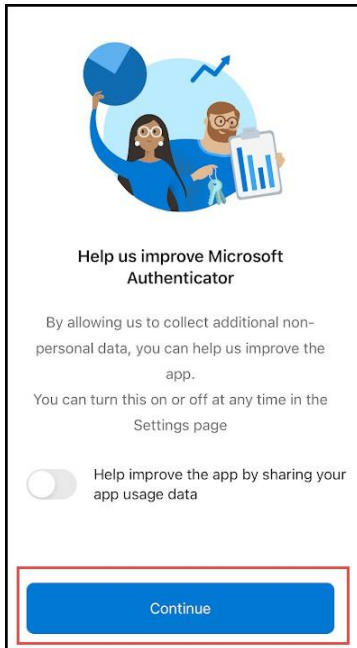 Help us improve Microsoft
Authenticator
By allowing us to collect additional non-
personal data, you can help us improve the
app.
You can turn this on or off at any time in the
Settings page
Help improve the app by sharing your
app usage data
Continue